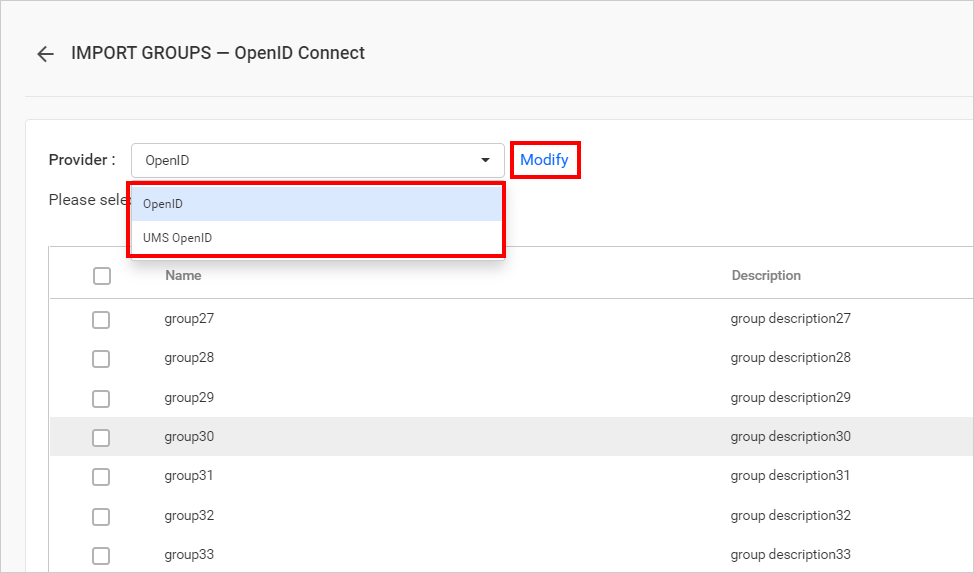 IMPORT GROUPS — OpenID Connect
Provider : OpenID Modify
Please
OpenID
UMS OpenID
Name Description
group27 group description27
group28 group description28
group29 group description29
group30 group description30
group31 group description31
group32 group description32
group33 group description33